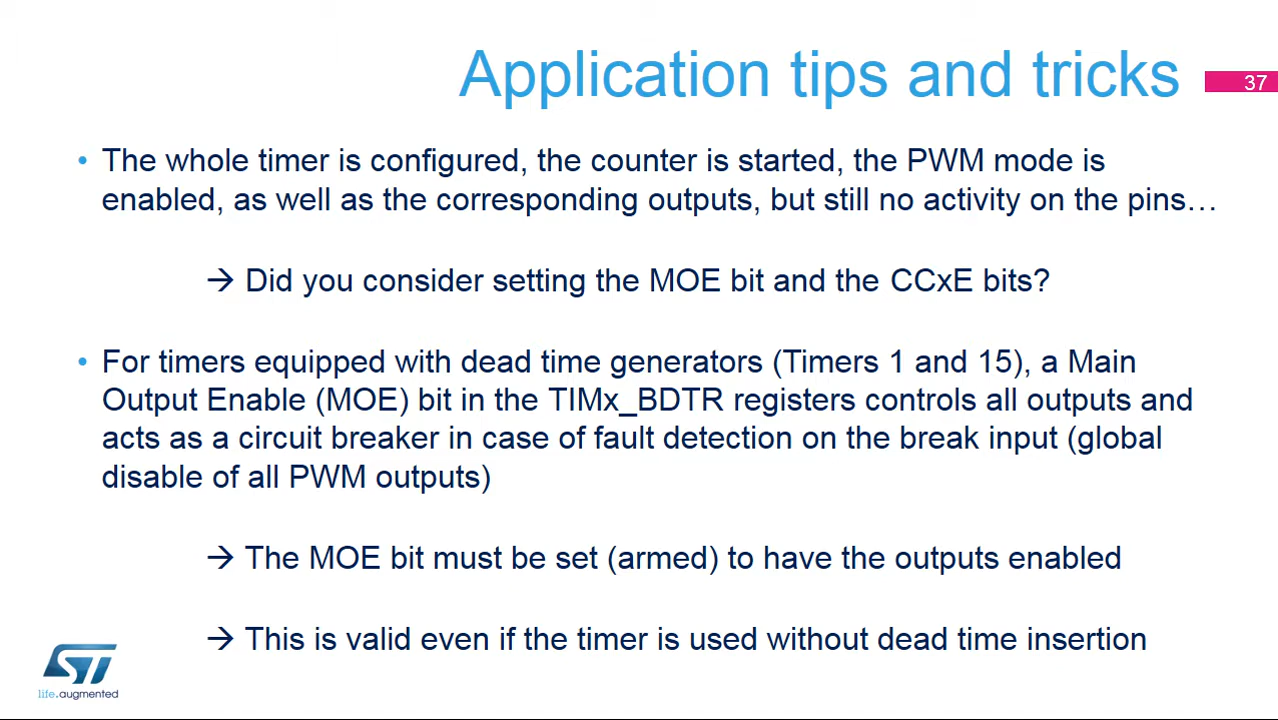 Application tips and tricks
37
• The whole timer is configured, the counter is started, the PWM mode is
enabled, as well as the corresponding outputs, but still no activity on the pins…
→ Did you consider setting the MOE bit and the CCxE bits?
• For timers equipped with dead time generators (Timers 1 and 15), a Main
Output Enable (MOE) bit in the TIMx_BDTR registers controls all outputs and
acts as a circuit breaker in case of fault detection on the break input (global
disable of all PWM outputs)
→ The MOE bit must be set (armed) to have the outputs enabled
→ This is valid even if the timer is used without dead time insertion
ST
life.augmented